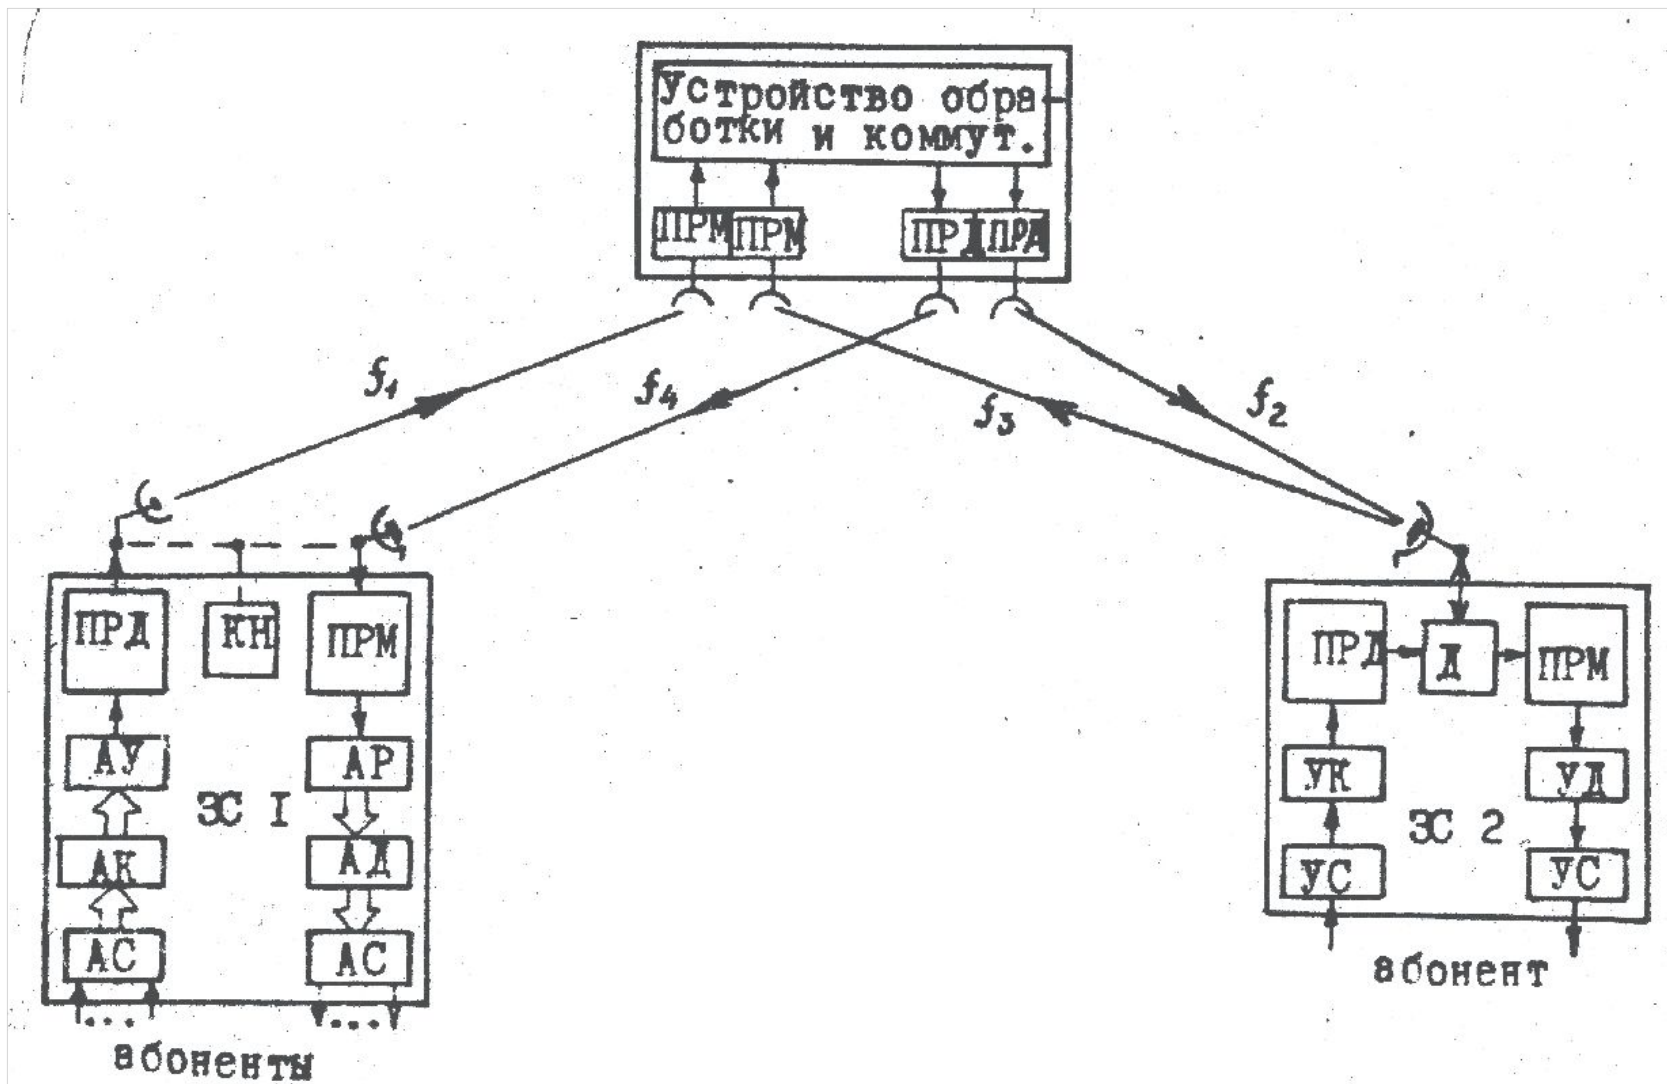 Устройство обра
ботки и коммут.
ПРМ ПРМ ПРД ПРД
f₁ f₄ f₃ f₂
ПРД КН ПРМ
АУ АР
ЗС I
АК АД
АС АС
...
...
абоненты
ПРД Д ПРМ
УК УД
ЗС 2
УС УС
абонент